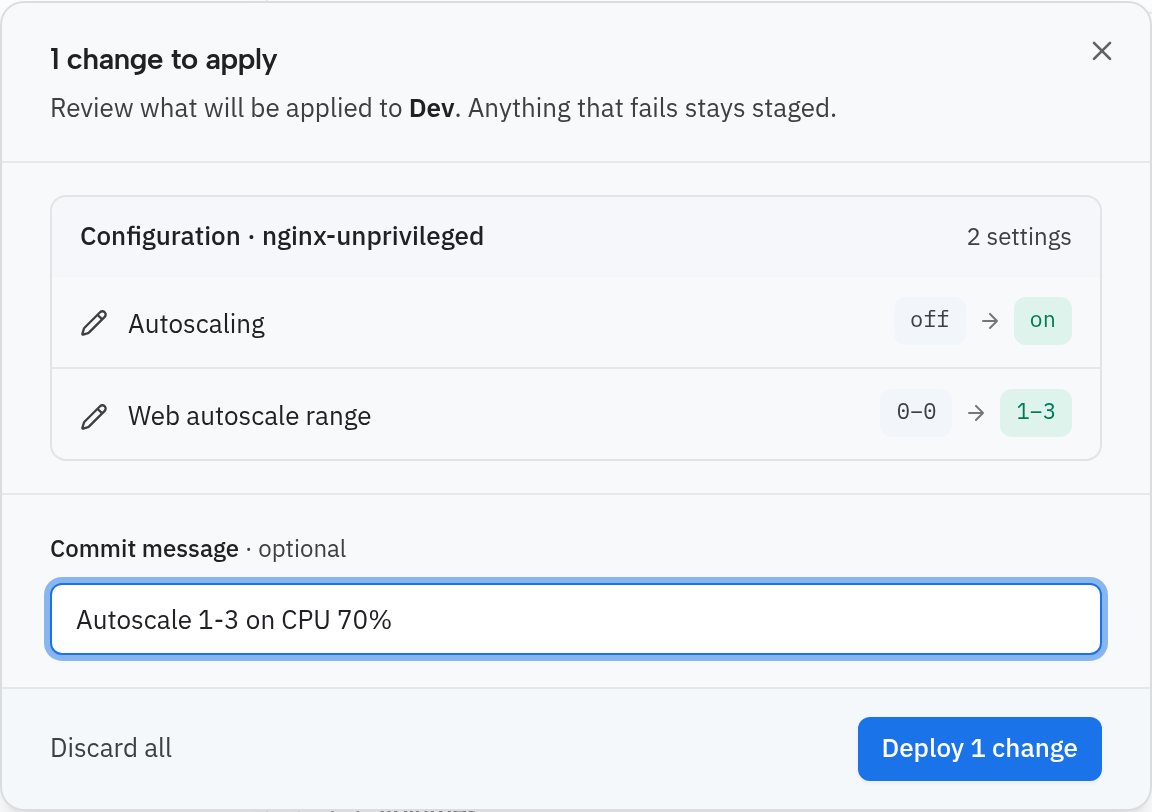 1 change to apply
Review what will be applied to Dev. Anything that fails stays staged.
Configuration · nginx-unprivileged 2 settings
Autoscaling off → on
Web autoscale range 0–0 → 1–3
Commit message · optional
Autoscale 1-3 on CPU 70%
Discard all Deploy 1 change